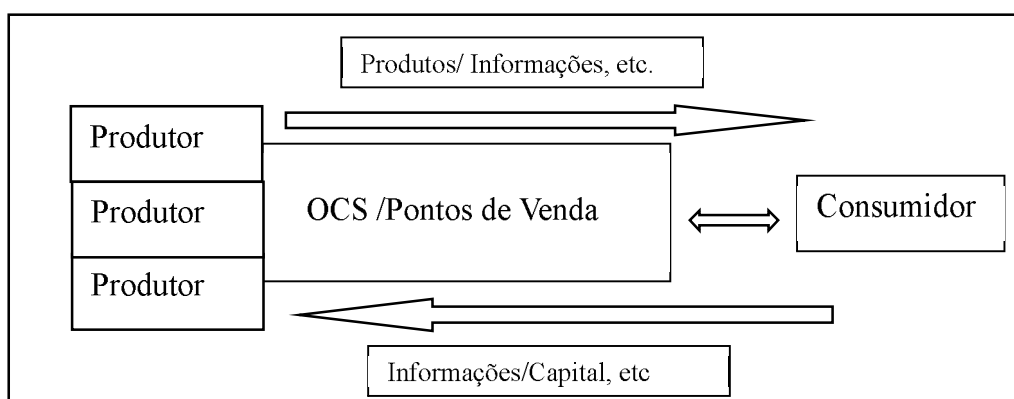 Produtos/ Informações, etc.
Produtor
Produtor
Produtor
OCS /Pontos de Venda
Consumidor
Informações/Capital, etc